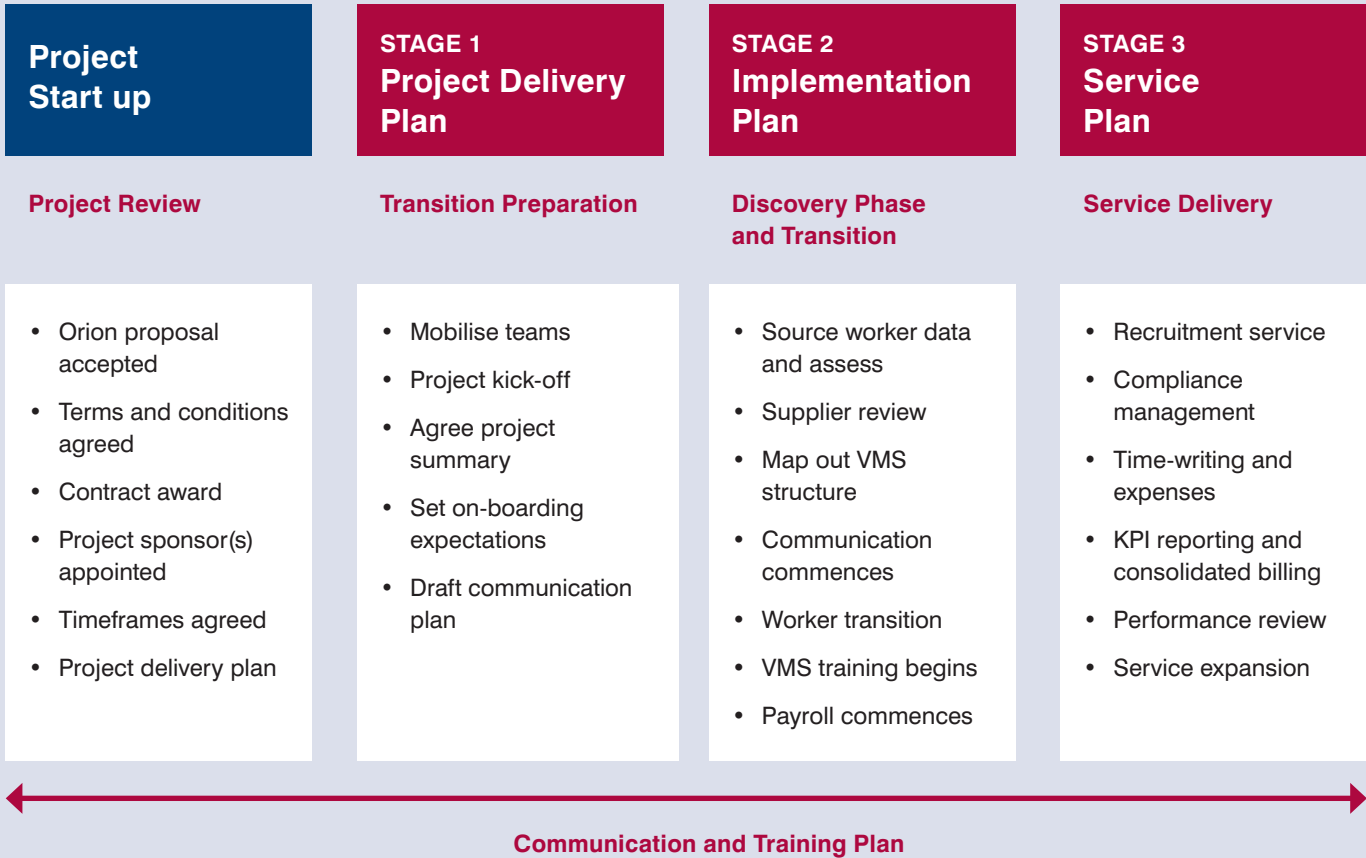 Project
Start up
STAGE 1
Project Delivery
Plan
STAGE 2
Implementation
Plan
STAGE 3
Service
Plan
Project Review
Transition Preparation
Discovery Phase
and Transition
Service Delivery
• Orion proposal
accepted
• Terms and conditions
agreed
• Contract award
• Project sponsor(s)
appointed
• Timeframes agreed
• Project delivery plan
• Mobilise teams
• Project kick-off
• Agree project
summary
• Set on-boarding
expectations
• Draft communication
plan
• Source worker data
and assess
• Supplier review
• Map out VMS
structure
• Communication
commences
• Worker transition
• VMS training begins
• Payroll commences
• Recruitment service
• Compliance
management
• Time-writing and
expenses
• KPI reporting and
consolidated billing
• Performance review
• Service expansion
Communication and Training Plan